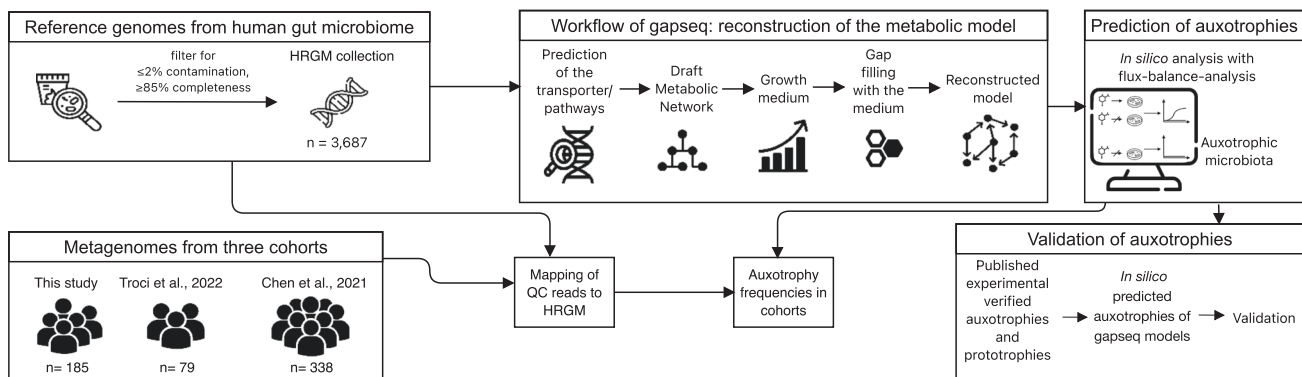 Reference genomes from human gut microbiome
filter for
≤2% contamination,
≥85% completeness
HRGM collection
n = 3,687
Workflow of gapseq: reconstruction of the metabolic model
Prediction
of the
transporter/
pathways
Draft
Metabolic
Network
Growth
medium
Gap
filling
with the
medium
Reconstructed
model
Prediction of auxotrophies
In silico analysis with
flux-balance-analysis
Auxotrophic
microbiota
Metagenomes from three cohorts
This study
n= 185
Troci et al., 2022
n= 79
Chen et al., 2021
n= 338
Mapping of
QC reads to
HRGM
Auxotrophy
frequencies in
cohorts
Validation of auxotrophies
Published
experimental
verified
auxotrophies
and
prototrophies
In silico
predicted
auxotrophies of
gapseq models
Validation